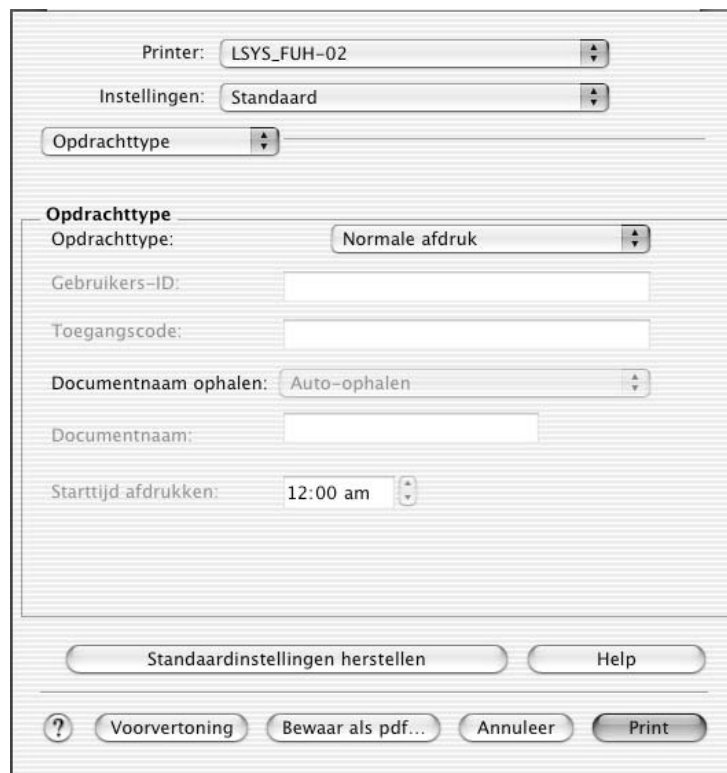 Printer: LSYS_FUH-02
Instellingen: Standaard
Opdrachttype
Opdrachttype
Opdrachttype: Normale afdruk
Gebruikers-ID:
Toegangscode:
Documentnaam ophalen: Auto-ophalen
Documentnaam:
Starttijd afdrukken: 12:00 am
Standaardinstellingen herstellen Help
? Voorvertoning Bewaar als pdf... Annuleer Print